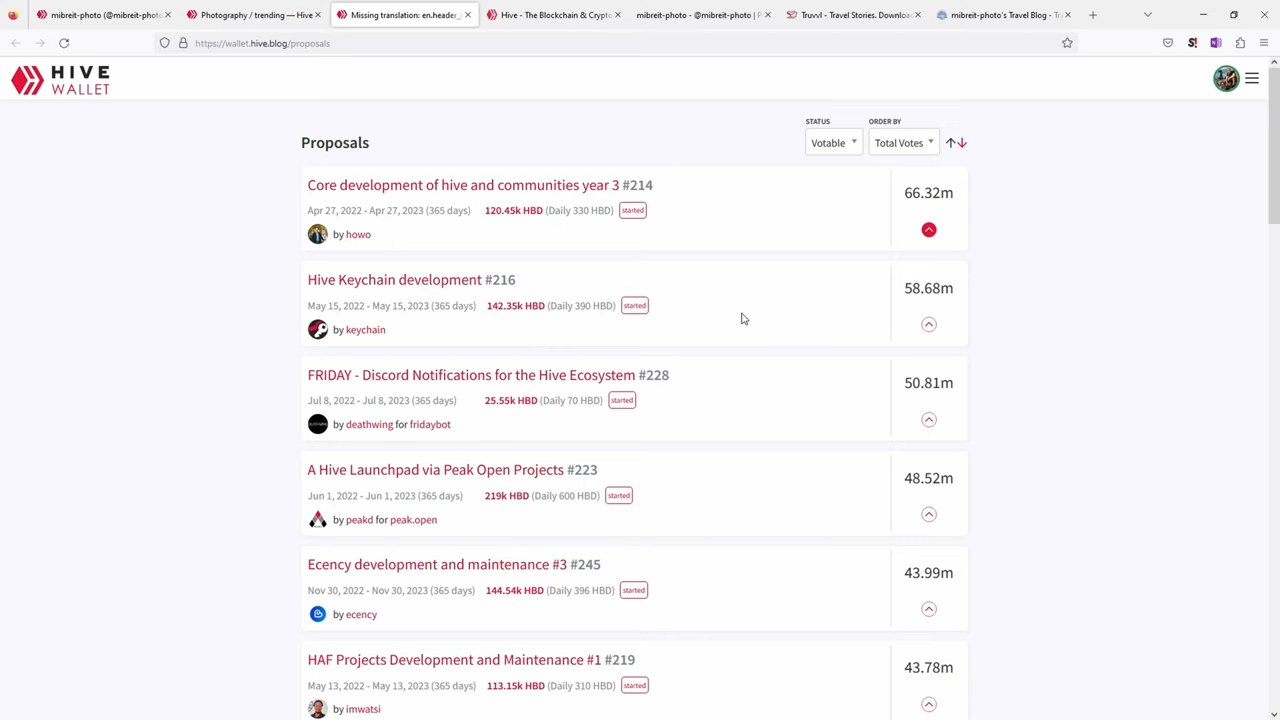 mibreit-photo (@mibreit-pho
Photography / trending — Hive
Missing translation: en.header_
Hive - The Blockchain & Crypto
mibreit-photo - @mibreit-photo | P
Truvvl - Travel Stories. Download
mibreit-photo's Travel Blog - Tra
https://wallet.hive.blog/proposals
HIVE
WALLET
STATUS
ORDER BY
Proposals
Votable
Total Votes
Core development of hive and communities year 3 #214
66.32m
Apr 27, 2022 - Apr 27, 2023 (365 days) 120.45k HBD (Daily 330 HBD) started
by howo
Hive Keychain development #216
58.68m
May 15, 2022 - May 15, 2023 (365 days) 142.35k HBD (Daily 390 HBD) started
by keychain
FRIDAY - Discord Notifications for the Hive Ecosystem #228
50.81m
Jul 8, 2022 - Jul 8, 2023 (365 days) 25.55k HBD (Daily 70 HBD) started
by deathwing for fridaybot
A Hive Launchpad via Peak Open Projects #223
48.52m
Jun 1, 2022 - Jun 1, 2023 (365 days) 219k HBD (Daily 600 HBD) started
by peakd for peak.open
Ecency development and maintenance #3 #245
43.99m
Nov 30, 2022 - Nov 30, 2023 (365 days) 144.54k HBD (Daily 396 HBD) started
by ecency
HAF Projects Development and Maintenance #1 #219
43.78m
May 13, 2022 - May 13, 2023 (365 days) 113.15k HBD (Daily 310 HBD) started
by imwatsi